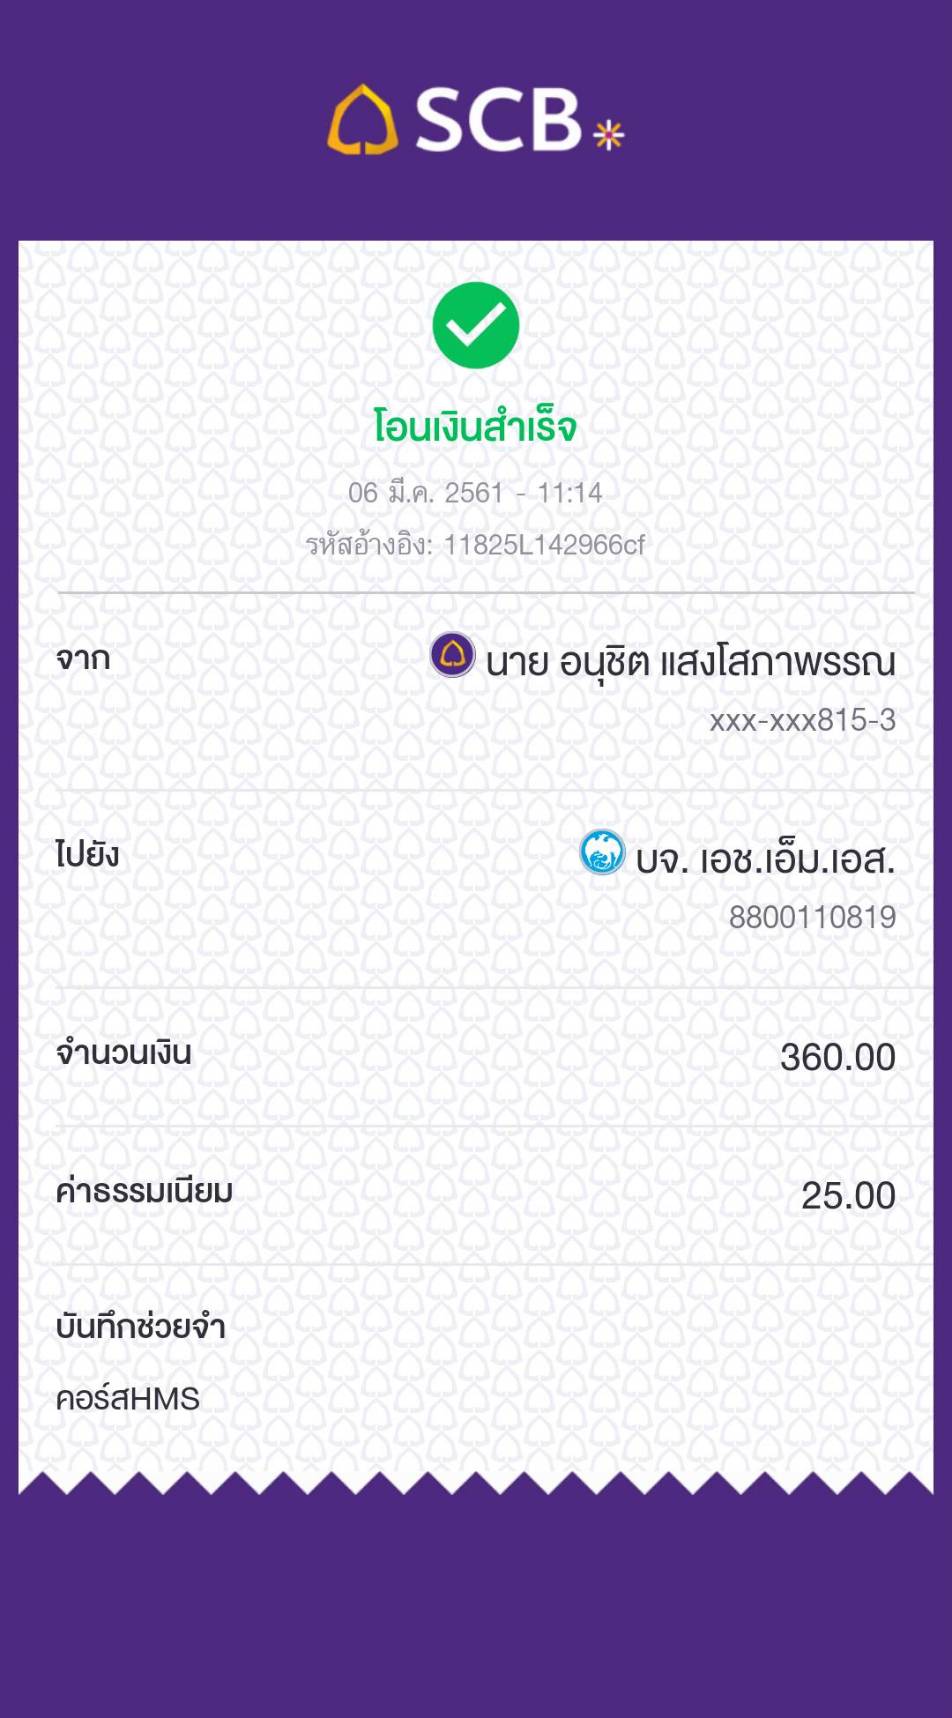 SCB
โอนเงินสำเร็จ
06 มี.ค. 2561 - 11:14
รหัสอ้างอิง: 11825L142966cf
จาก
นาย อนุชิต แสงโสภาพรรณ
xxx-xxx815-3
ไปยัง
บจ. เอช.เอ็ม.เอส.
8800110819
จำนวนเงิน
360.00
ค่าธรรมเนียม
25.00
บันทึกช่วยจำ
คอร์สHMS